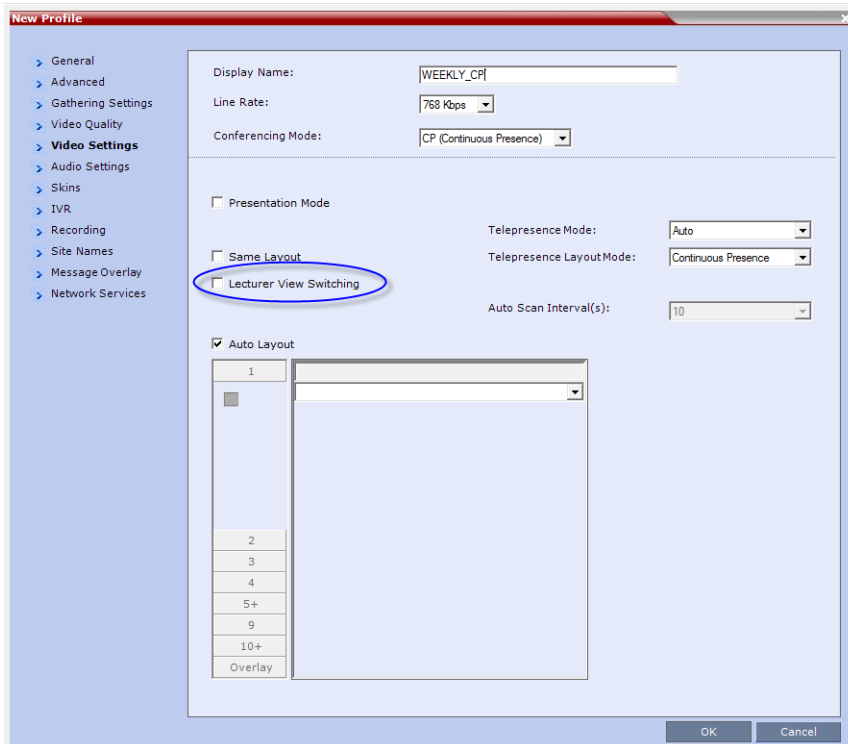 New Profile
General
Advanced
Gathering Settings
Video Quality
Video Settings
Audio Settings
Skins
IVR
Recording
Site Names
Message Overlay
Network Services
Display Name: WEEKLY_CP
Line Rate: 768 Kbps
Conferencing Mode: CP (Continuous Presence)
Presentation Mode
Telepresence Mode: Auto
Same Layout Telepresence LayoutMode: Continuous Presence
Lecturer View Switching
Auto Scan Interval(s): 10
Auto Layout
1
2
3
4
5+
9
10+
Overlay
OK Cancel